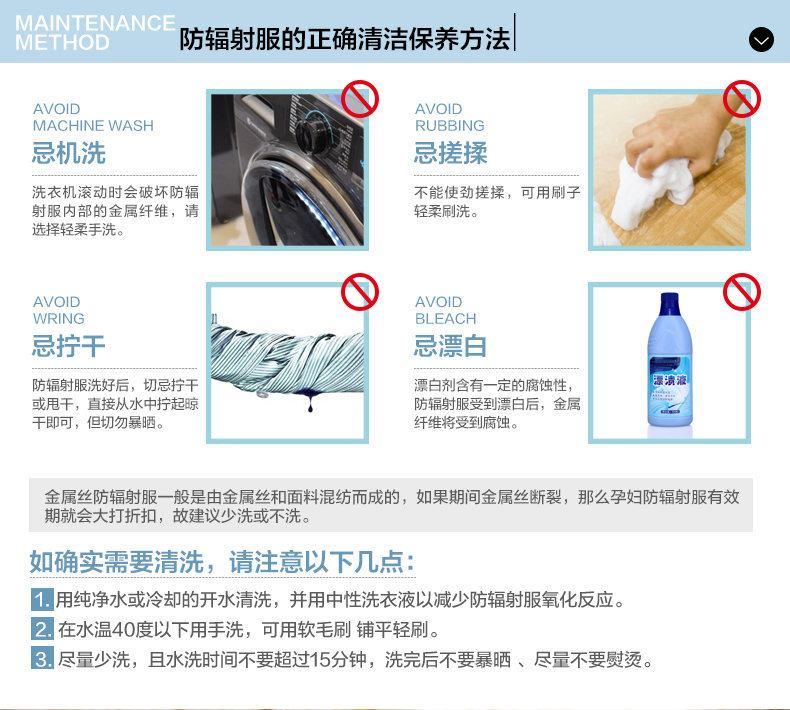 MAINTENANCE
METHOD
防辐射服的正确清洁保养方法
AVOID
MACHINE WASH
忌机洗
洗衣机滚动时会破坏防辐
射服内部的金属纤维，请
选择轻柔手洗。
AVOID
RUBBING
忌搓揉
不能使劲搓揉，可用刷子
轻柔刷洗。
AVOID
WRING
忌拧干
防辐射服洗好后，切忌拧干
或甩干，直接从水中拧起晾
干即可，但切勿暴晒。
AVOID
BLEACH
忌漂白
漂白剂含有一定的腐蚀性，
防辐射服受到漂白后，金属
纤维将受到腐蚀。
漂渍液
金属丝防辐射服一般是由金属丝和面料混纺而成的，如果期间金属丝断裂，那么孕妇防辐射服有效
期就会大打折扣，故建议少洗或不洗。
如确实需要清洗，请注意以下几点：
1. 用纯净水或冷却的开水清洗，并用中性洗衣液以减少防辐射服氧化反应。
2. 在水温40度以下用手洗，可用软毛刷 铺平轻刷。
3. 尽量少洗，且水洗时间不要超过15分钟，洗完后不要暴晒 、尽量不要熨烫。